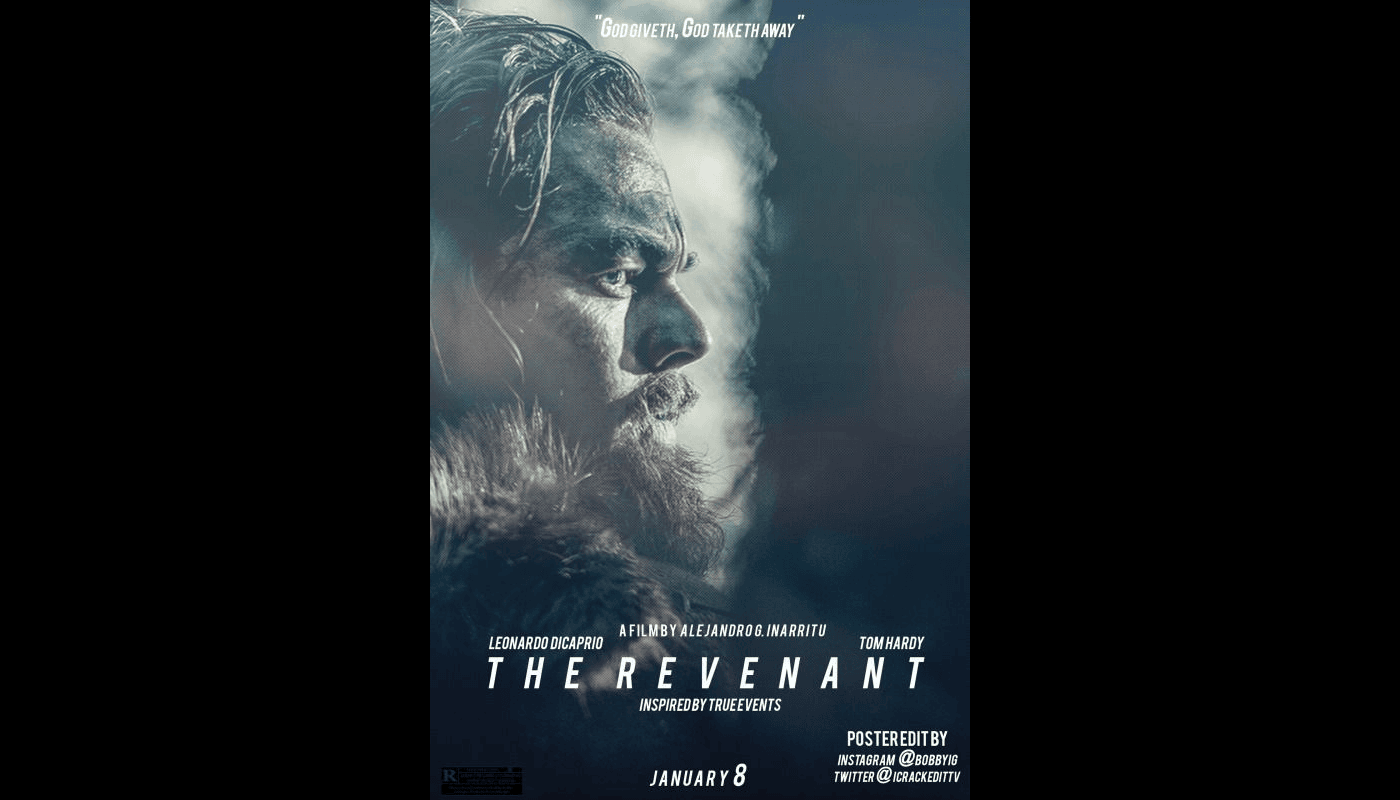 "God giveth, God taketh away"
A FILM BY ALEJANDRO G. INARRITU
LEONARDO DICAPRIO TOM HARDY
THE REVENANT
INSPIRED BY TRUE EVENTS
POSTER EDIT BY
INSTAGRAM @BOBBYIG
TWITTER @ICRACKEDITTV
JANUARY 8
R